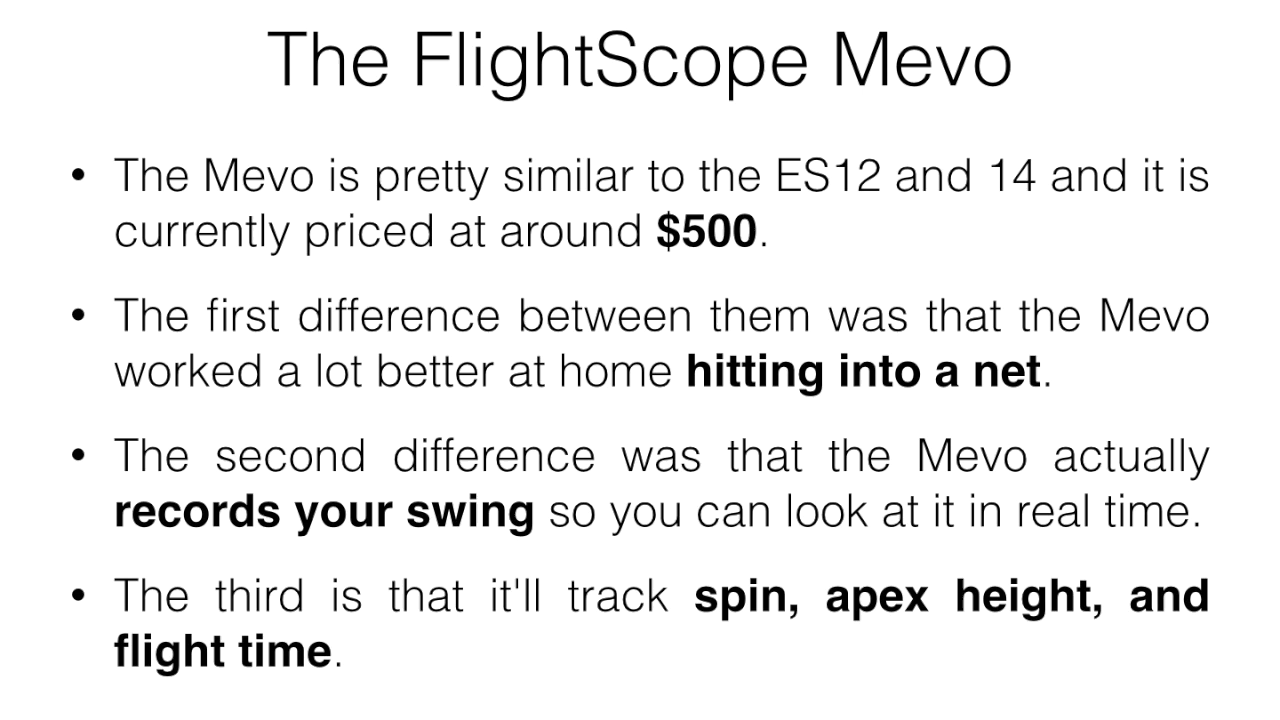 The FlightScope Mevo
• The Mevo is pretty similar to the ES12 and 14 and it is
currently priced at around $500.
• The first difference between them was that the Mevo
worked a lot better at home hitting into a net.
• The second difference was that the Mevo actually
records your swing so you can look at it in real time.
• The third is that it'll track spin, apex height, and
flight time.